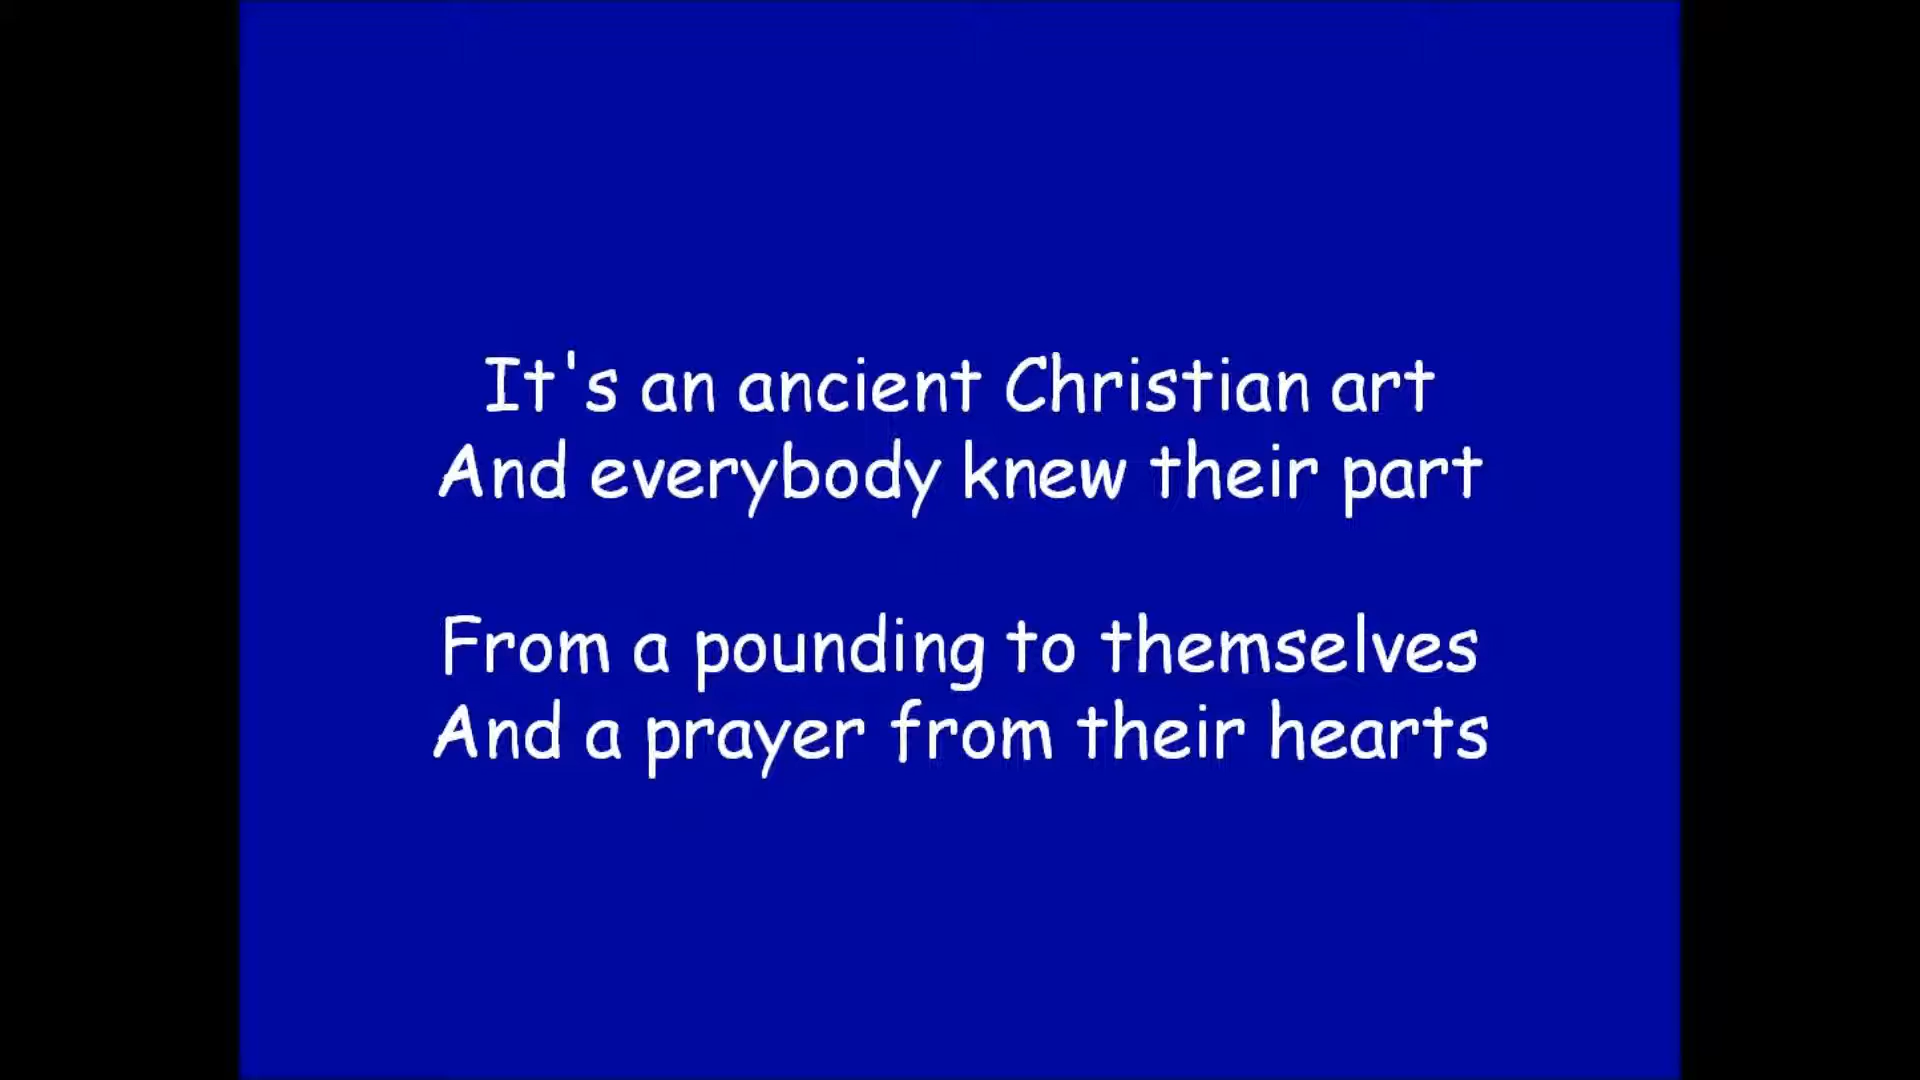 It's an ancient Christian art
And everybody knew their part
From a pounding to themselves
And a prayer from their hearts